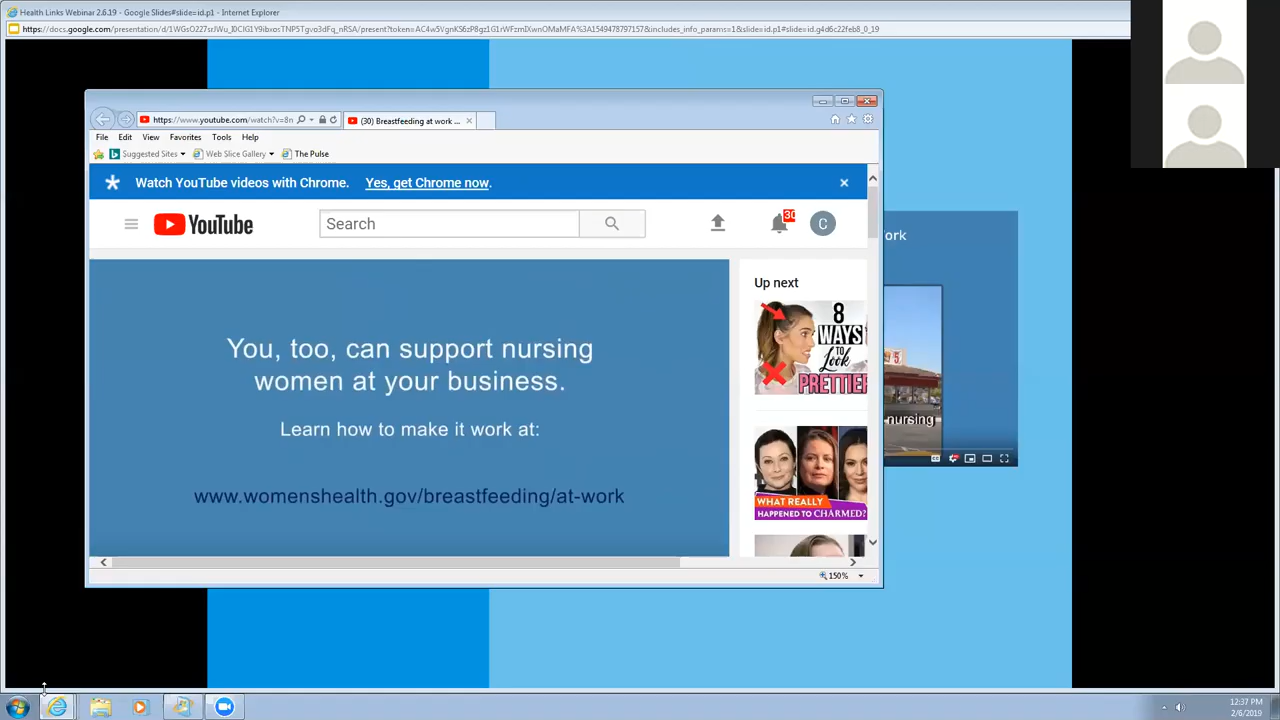 Health Links Webinar 2.6.19 - Google Slides#slide=id.p1 - Internet Explorer
https://www.youtube.com/watch?v=8n
(30) Breastfeeding at work ...
File Edit View Favorites Tools Help
Suggested Sites Web Slice Gallery The Pulse
Watch YouTube videos with Chrome. Yes, get Chrome now.
YouTube
Search
30
C
ork
You, too, can support nursing
women at your business.
Learn how to make it work at:
www.womenshealth.gov/breastfeeding/at-work
Up next
8
WAYS
TO
Look
PRETTIER
WHAT REALLY
HAPPENED TO CHARMED?
nursing
150%
12:37 PM
2/6/2019